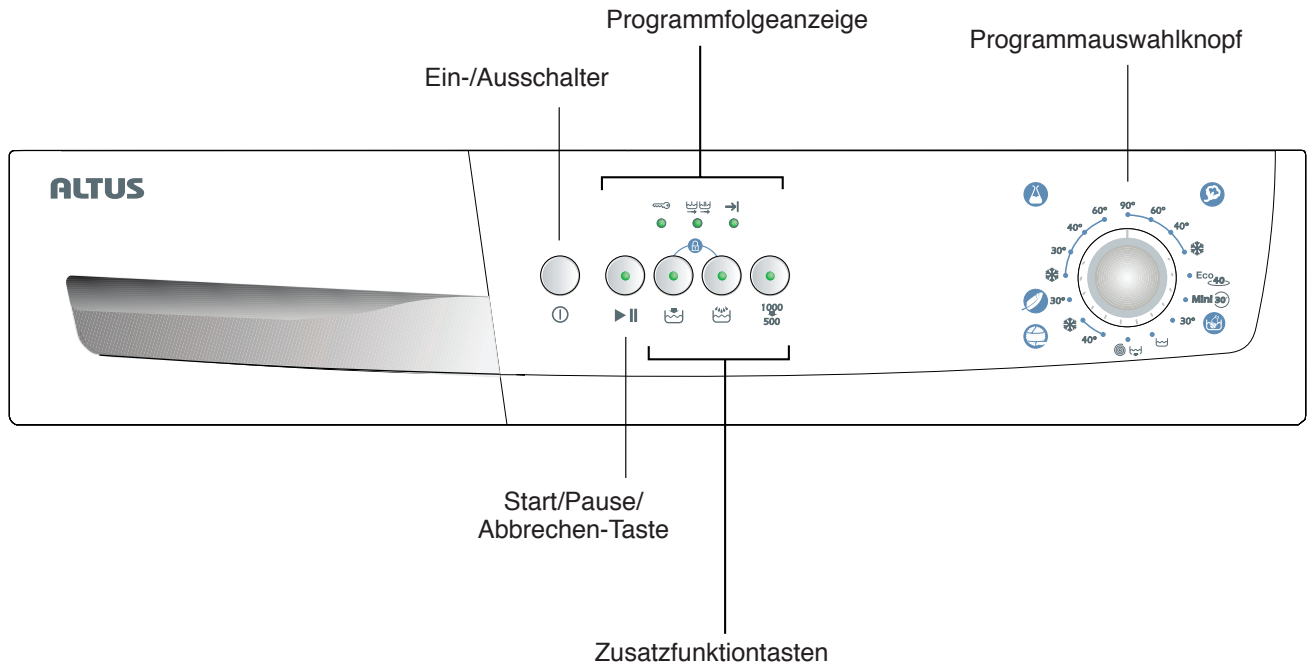 Programmfolgeanzeige
Programmauswahlknopf
Ein-/Ausschalter
ALTUS
60° 90° 60°
40° 40°
30°
Eco 40
30° Mini 30
30°
40°
1000
500
Start/Pause/
Abbrechen-Taste
Zusatzfunktiontasten